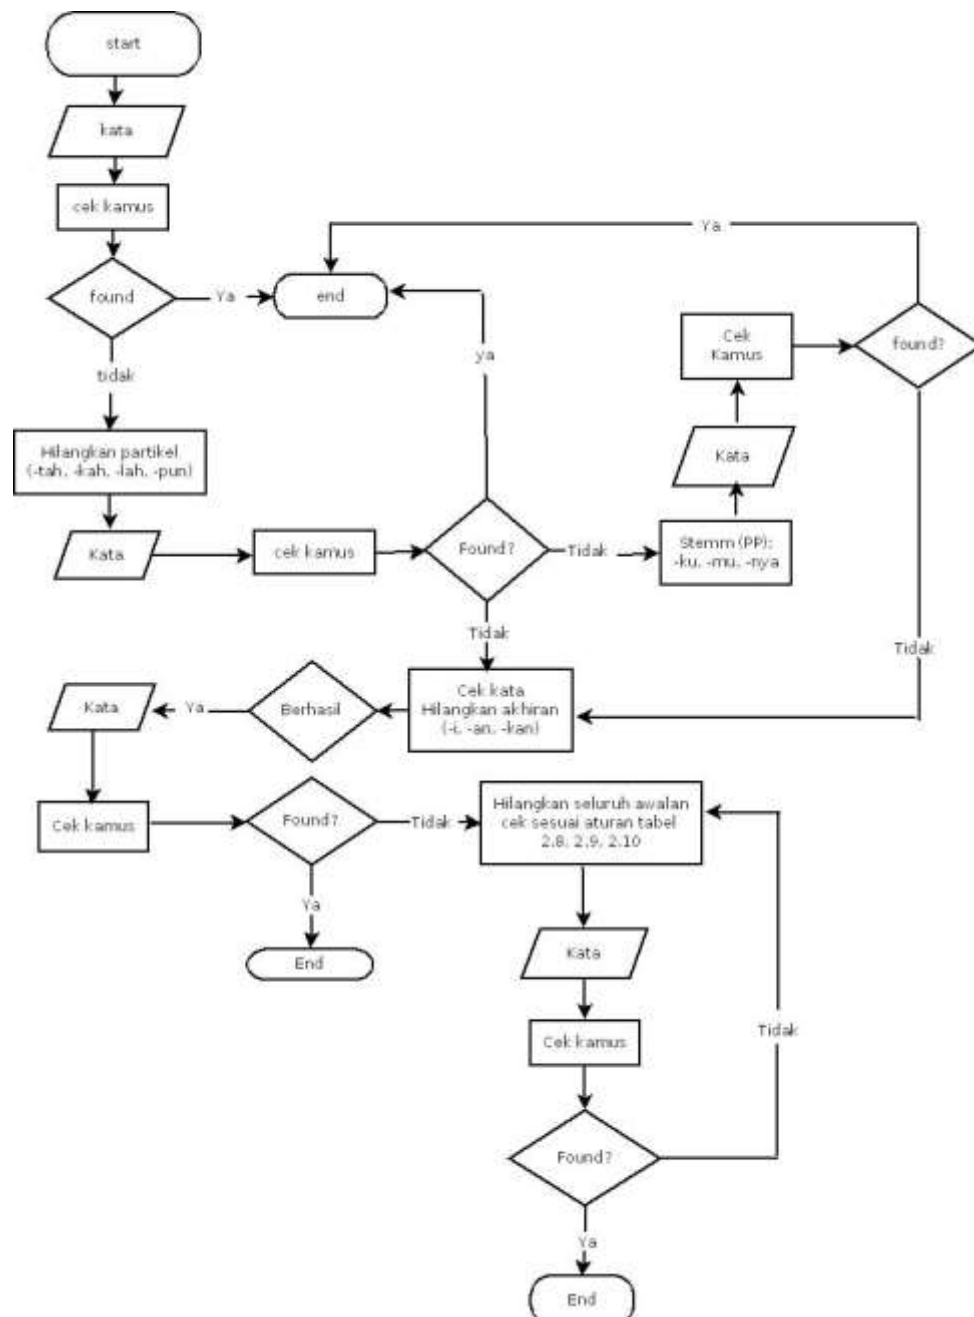 start
kata
cek kamus
found
Ya
end
tidak
Hilangkan partikel
(-tah, -kah, -lah, -pun)
Kata
cek kamus
Found?
ya
Tidak
Stemm (PP):
-ku, -mu, -nya
Kata
Cek
Kamus
found?
Ya
Tidak
Tidak
Cek kata
Hilangkan akhiran
(-i, -an, -kan)
Berhasil
Ya
Kata
Cek kamus
Found?
Tidak
Ya
End
Hilangkan seluruh awalan
cek sesuai aturan tabel
2.8, 2.9, 2.10
Kata
Cek kamus
Found?
Tidak
Ya
End